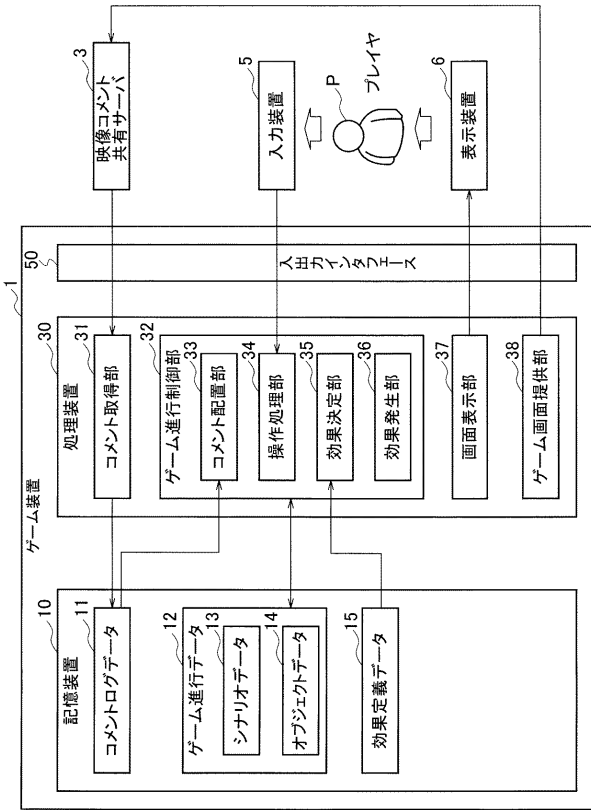 1
ゲーム装置
10
記憶装置
11
コメントログデータ
12
ゲーム進行データ
13
シナリオデータ
14
オブジェクトデータ
15
効果定義データ
30
処理装置
31
コメント取得部
32
ゲーム進行制御部
33
コメント配置部
34
操作処理部
35
効果決定部
36
効果発生部
37
画面表示部
38
ゲーム画面提供部
50
入出力インタフェース
3
映像コメント
共有サーバ
5
入力装置
P
プレイヤ
6
表示装置